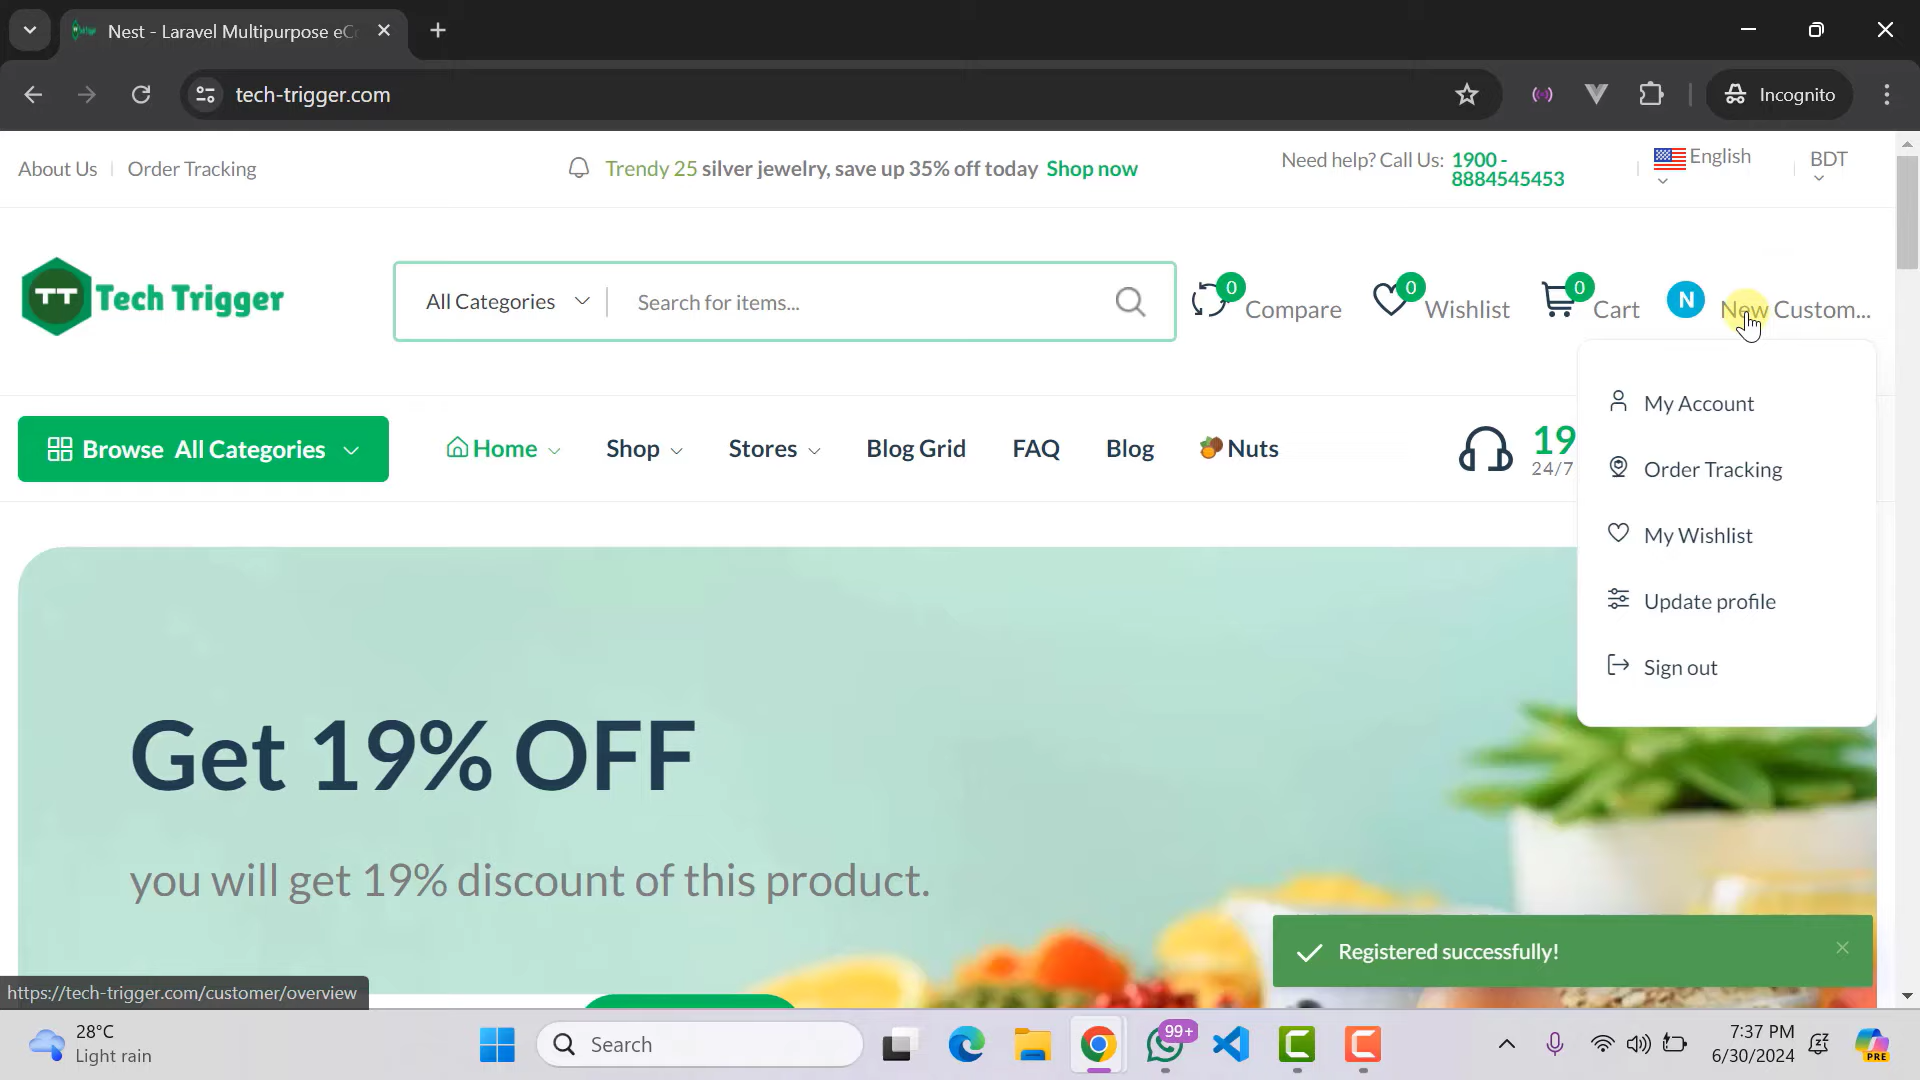 Nest - Laravel Multipurpose eCo
tech-trigger.com
Incognito
About Us
Order Tracking
Trendy 25 silver jewelry, save up 35% off today Shop now
Need help? Call Us: 1900 -
8884545453
English
BDT
TT Tech Trigger
All Categories
Search for items...
0
Compare
0
Wishlist
0
Cart
N
New Custom...
Browse All Categories
Home
Shop
Stores
Blog Grid
FAQ
Blog
Nuts
19
24/7
My Account
Order Tracking
My Wishlist
Update profile
Sign out
Get 19% OFF
you will get 19% discount of this product.
Registered successfully!
https://tech-trigger.com/customer/overview
28°C
Light rain
Search
99+
7:37 PM
6/30/2024
PRE